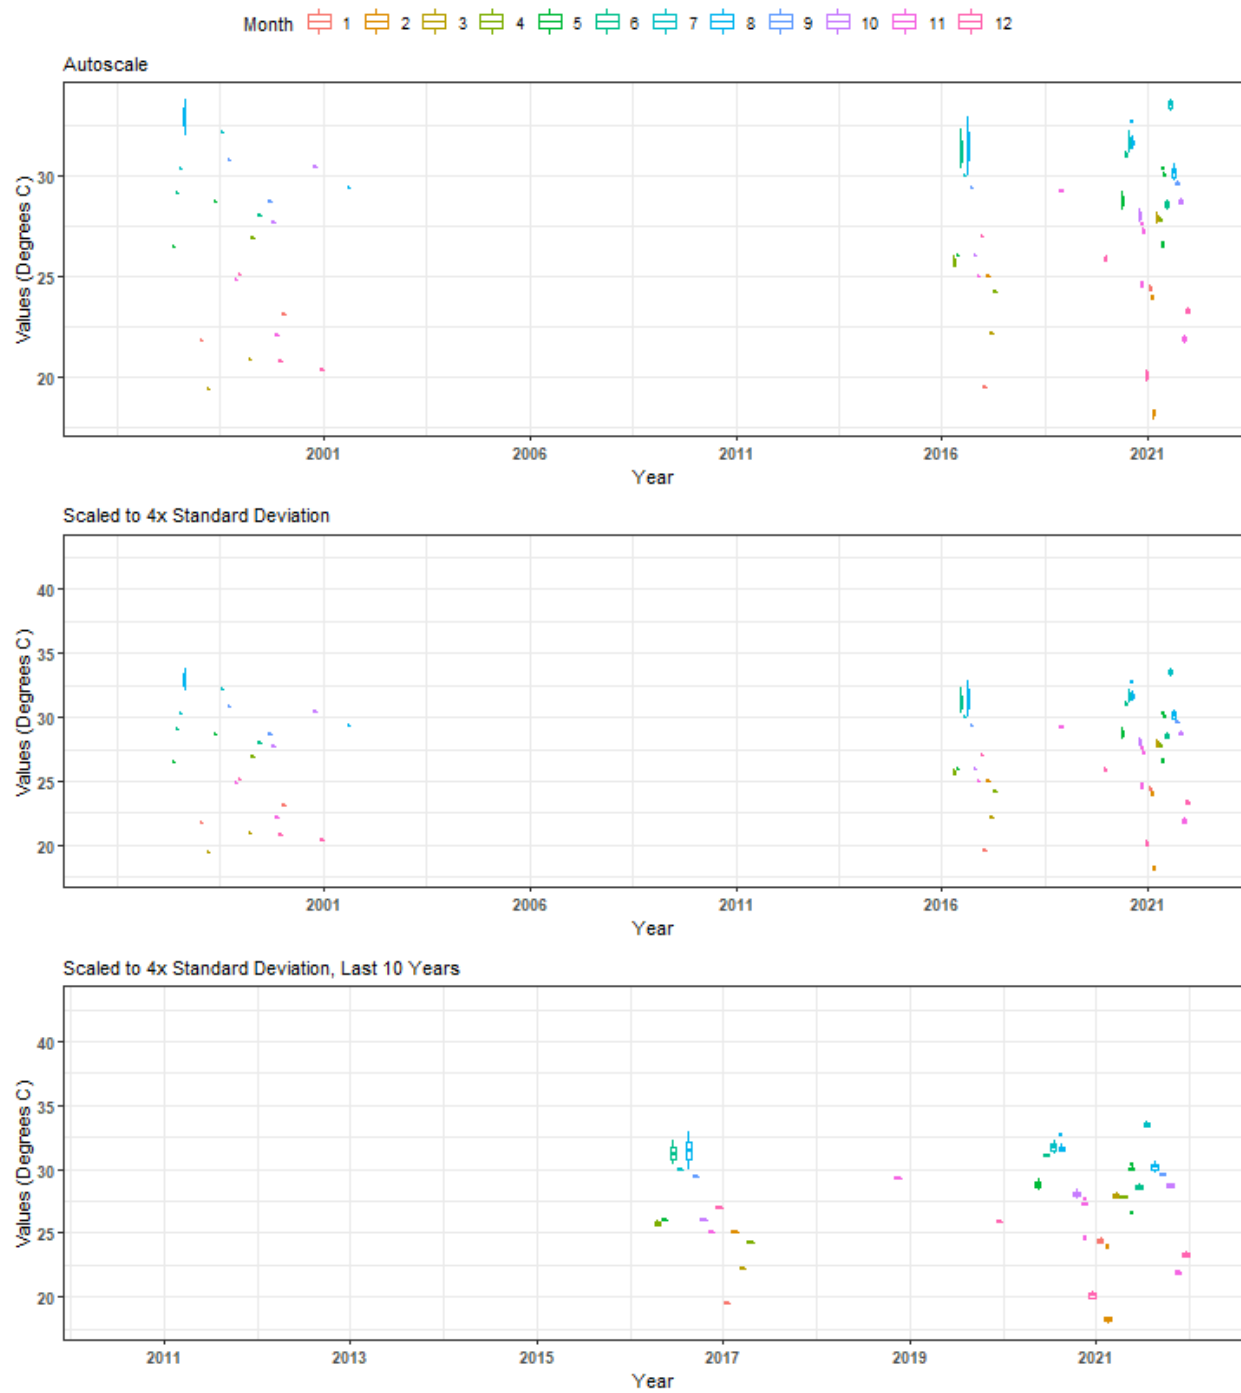 Month 1 2 3 4 5 6 7 8 9 10 11 12
Autoscale
Values (Degrees C)
30
25
20
2001 2006 2011 2016 2021
Year
Scaled to 4x Standard Deviation
Values (Degrees C)
40
35
30
25
20
2001 2006 2011 2016 2021
Year
Scaled to 4x Standard Deviation, Last 10 Years
Values (Degrees C)
40
35
30
25
20
2011 2013 2015 2017 2019 2021
Year